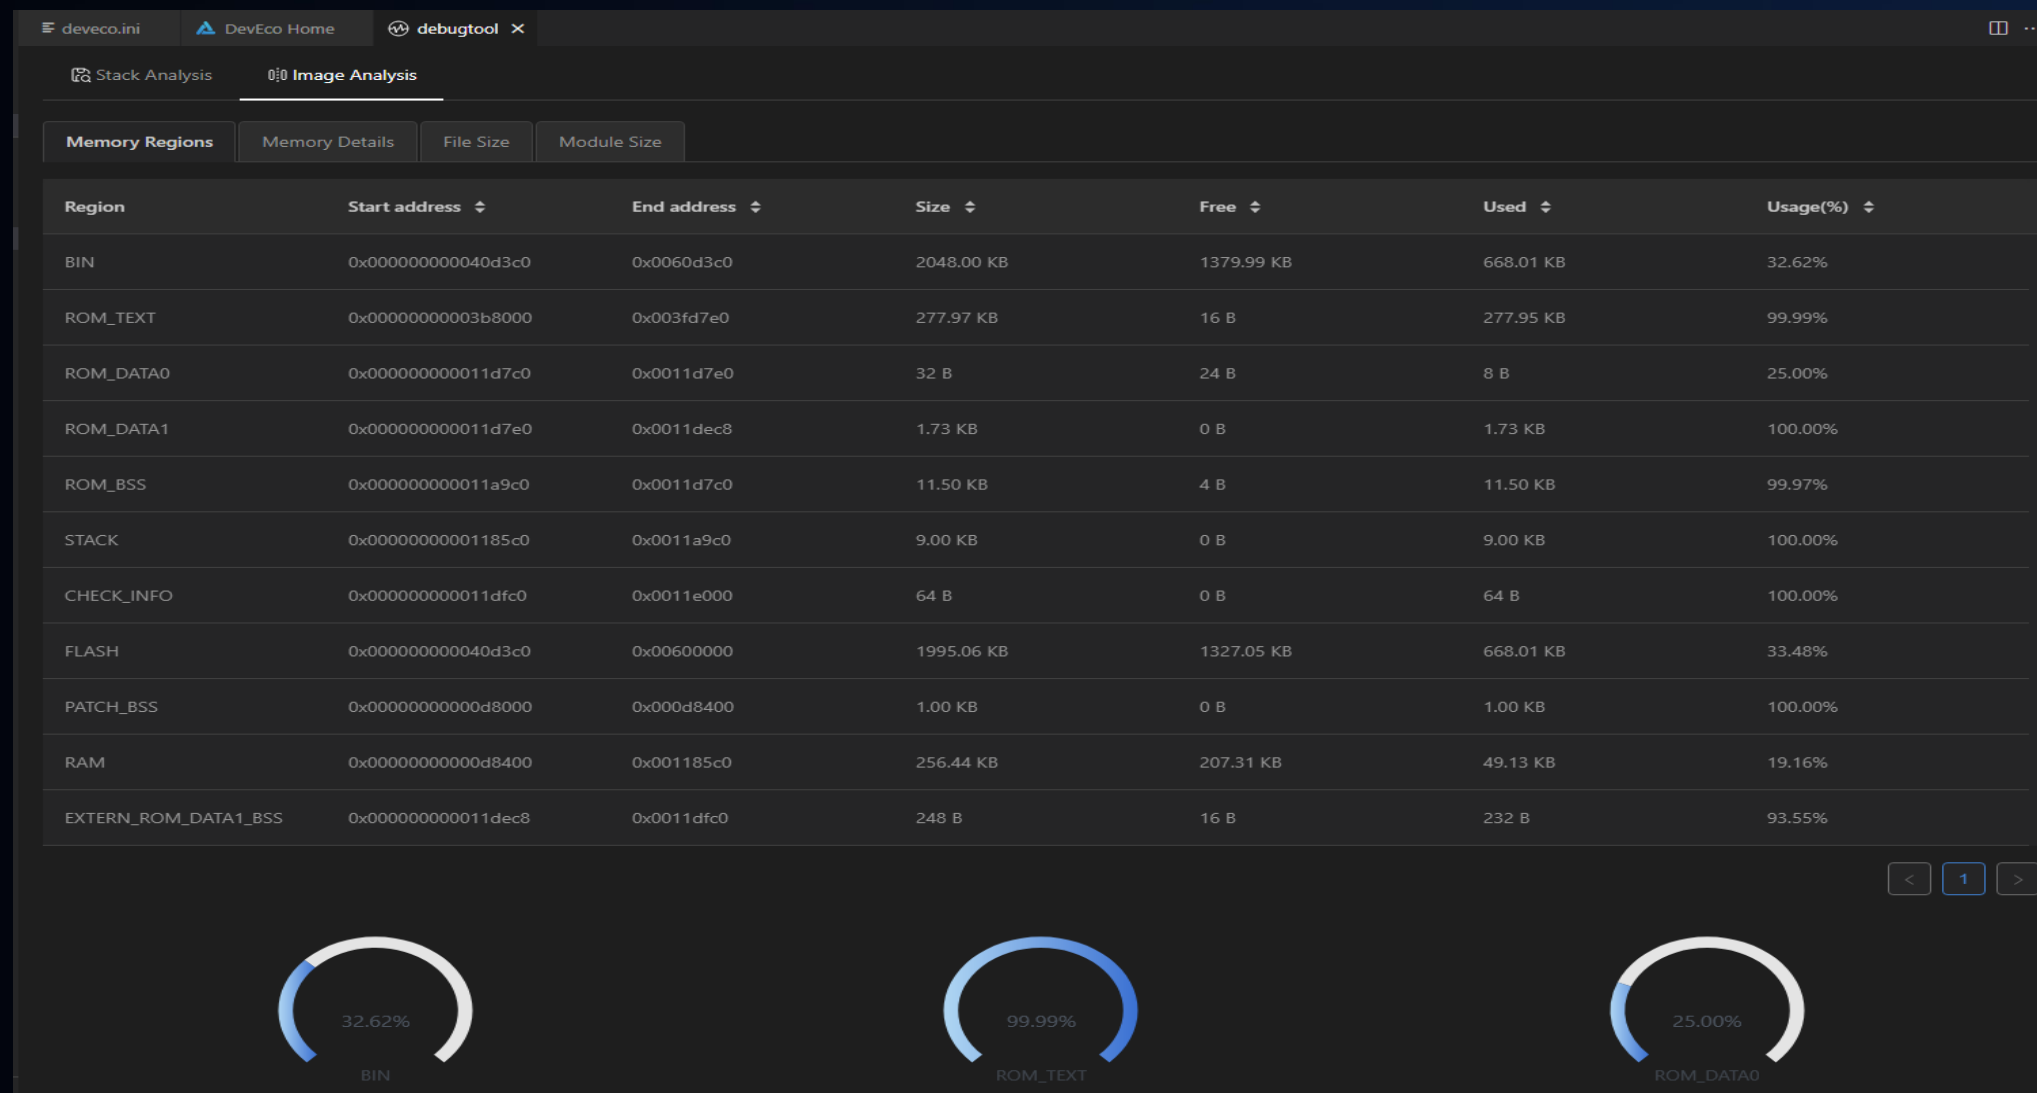 deveco.ini DevEco Home debugtool
Stack Analysis Image Analysis
Memory Regions Memory Details File Size Module Size
Region Start address End address Size Free Used Usage(%)
BIN 0x000000000040d3c0 0x0060d3c0 2048.00 KB 1379.99 KB 668.01 KB 32.62%
ROM_TEXT 0x00000000003b8000 0x003fd7e0 277.97 KB 16 B 277.95 KB 99.99%
ROM_DATA0 0x000000000011d7c0 0x0011d7e0 32 B 24 B 8 B 25.00%
ROM_DATA1 0x000000000011d7e0 0x0011dec8 1.73 KB 0 B 1.73 KB 100.00%
ROM_BSS 0x000000000011a9c0 0x0011d7c0 11.50 KB 4 B 11.50 KB 99.97%
STACK 0x00000000001185c0 0x0011a9c0 9.00 KB 0 B 9.00 KB 100.00%
CHECK_INFO 0x000000000011dfc0 0x0011e000 64 B 0 B 64 B 100.00%
FLASH 0x000000000040d3c0 0x00600000 1995.06 KB 1327.05 KB 668.01 KB 33.48%
PATCH_BSS 0x00000000000d8000 0x000d8400 1.00 KB 0 B 1.00 KB 100.00%
RAM 0x00000000000d8400 0x001185c0 256.44 KB 207.31 KB 49.13 KB 19.16%
EXTERN_ROM_DATA1_BSS 0x000000000011dec8 0x0011dfc0 248 B 16 B 232 B 93.55%
< 1 >
32.62% 99.99% 25.00%
BIN ROM_TEXT ROM_DATA0